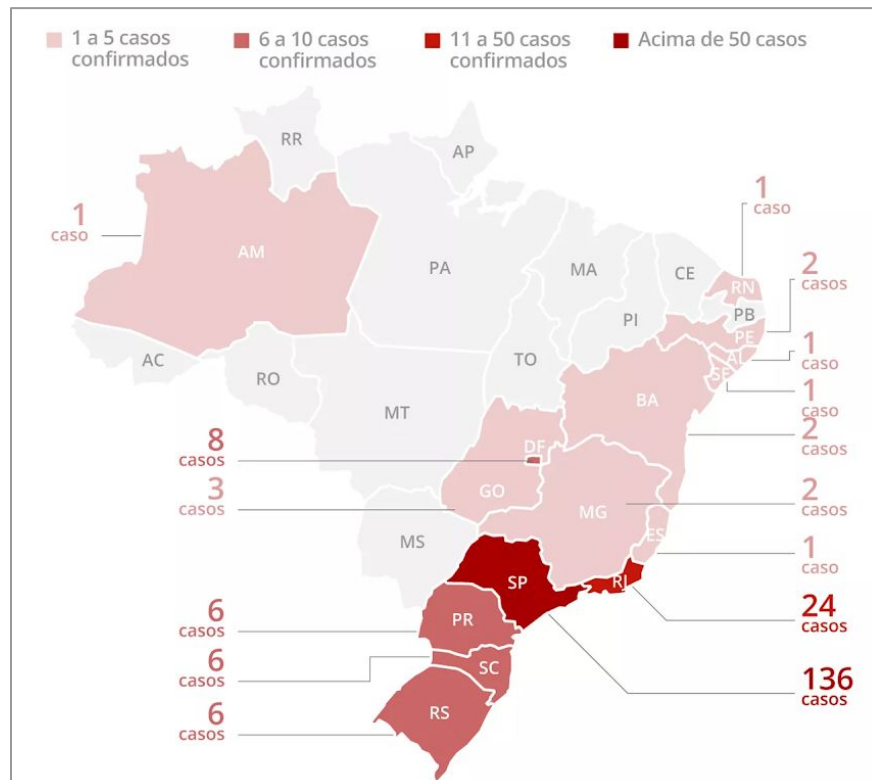 1 a 5 casos
confirmados
6 a 10 casos
confirmados
11 a 50 casos
confirmados
Acima de 50 casos
RR
AP
1
caso
AM
PA
MA
CE
1
caso
RN
2
casos
PB
PI
PE
AC
RO
TO
AL
1
caso
SE
1
caso
MT
BA
2
casos
8
casos
DF
3
casos
GO
MG
2
casos
MS
ES
1
caso
SP
RJ
24
casos
6
casos
PR
6
casos
SC
136
casos
6
casos
RS